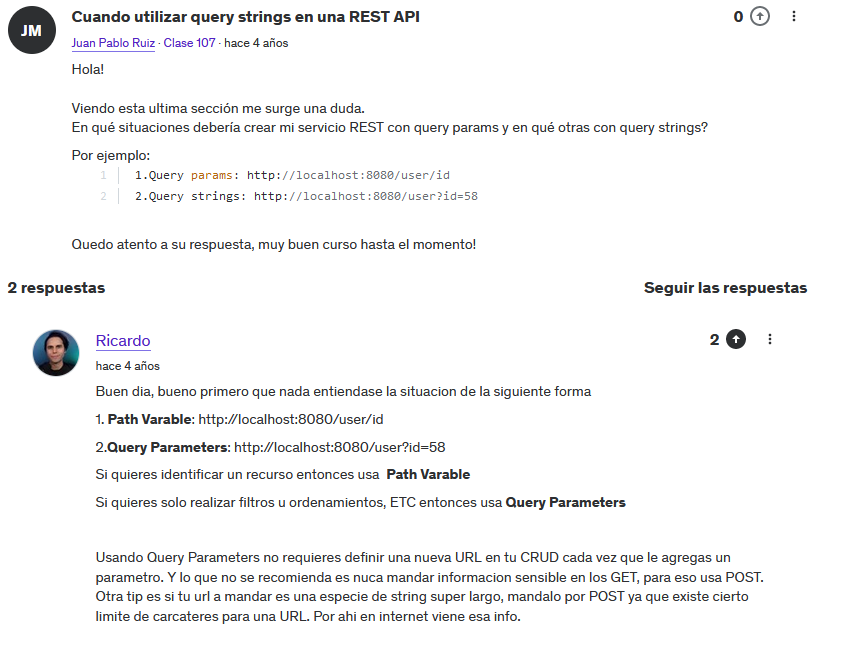 JM
Cuando utilizar query strings en una REST API
0
Juan Pablo Ruiz · Clase 107 · hace 4 años
Hola!
Viendo esta ultima sección me surge una duda.
En qué situaciones debería crear mi servicio REST con query params y en qué otras con query strings?
Por ejemplo:
1 1.Query params: http://localhost:8080/user/id
2 2.Query strings: http://localhost:8080/user?id=58
Quedo atento a su respuesta, muy buen curso hasta el momento!
2 respuestas
Seguir las respuestas
Ricardo
2
hace 4 años
Buen dia, bueno primero que nada entiendase la situacion de la siguiente forma
1. Path Varable: http://localhost:8080/user/id
2.Query Parameters: http://localhost:8080/user?id=58
Si quieres identificar un recurso entonces usa Path Varable
Si quieres solo realizar filtros u ordenamientos, ETC entonces usa Query Parameters
Usando Query Parameters no requieres definir una nueva URL en tu CRUD cada vez que le agregas un
parametro. Y lo que no se recomienda es nuca mandar informacion sensible en los GET, para eso usa POST.
Otra tip es si tu url a mandar es una especie de string super largo, mandalo por POST ya que existe cierto
limite de carcateres para una URL. Por ahi en internet viene esa info.